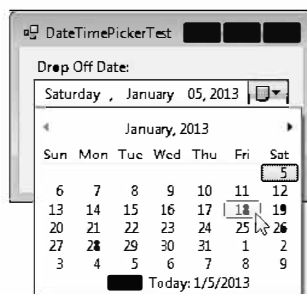 DateTimePickerTest
Drop Off Date:
Saturday , January 05, 2013
January, 2013
Sun Mon Tue Wed Thu Fri Sat
5
6 7 8 9 10 11 12
13 14 15 16 17 18 19
20 21 22 23 24 25 26
27 28 29 30 31 1 2
3 4 5 6 7 8 9
Today: 1/5/2013